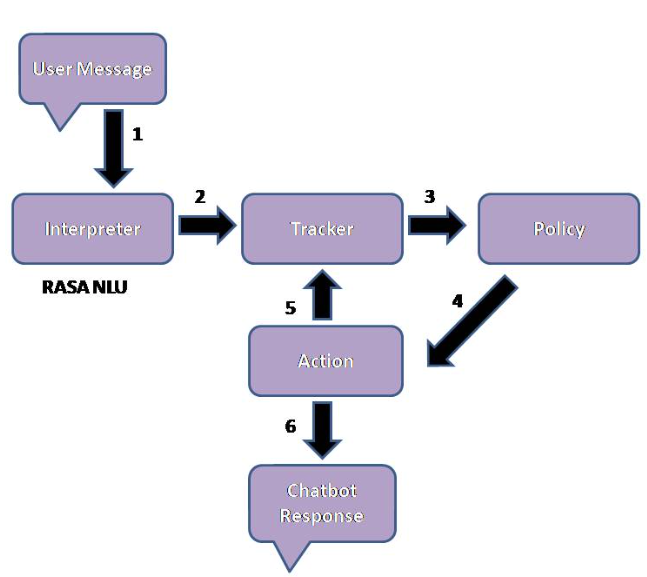 User Message
1
2
3
Interpreter
Tracker
Policy
RASA NLU
4
5
Action
6
Chatbot
Response